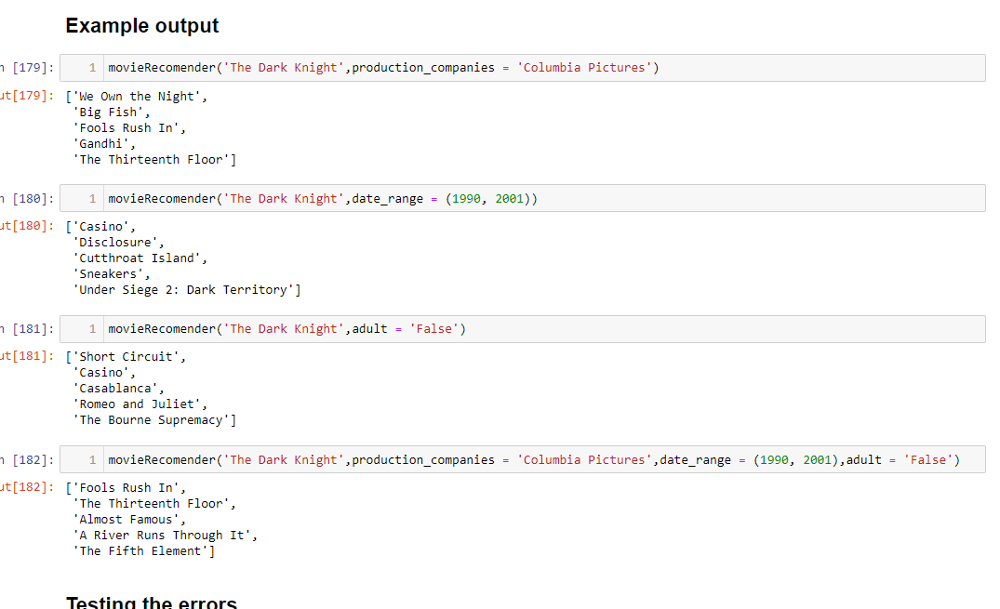 Example output
n [179]: 1 movieRecomender('The Dark Knight',production_companies = 'Columbia Pictures')
ut[179]: ['We Own the Night',
'Big Fish',
'Fools Rush In',
'Gandhi',
'The Thirteenth Floor']
n [180]: 1 movieRecomender('The Dark Knight',date_range = (1990, 2001))
ut[180]: ['Casino',
'Disclosure',
'Cutthroat Island',
'Sneakers',
'Under Siege 2: Dark Territory']
n [181]: 1 movieRecomender('The Dark Knight',adult = 'False')
ut[181]: ['Short Circuit',
'Casino',
'Casablanca',
'Romeo and Juliet',
'The Bourne Supremacy']
n [182]: 1 movieRecomender('The Dark Knight',production_companies = 'Columbia Pictures',date_range = (1990, 2001),adult = 'False')
ut[182]: ['Fools Rush In',
'The Thirteenth Floor',
'Almost Famous',
'A River Runs Through It',
'The Fifth Element']
Testing the errors